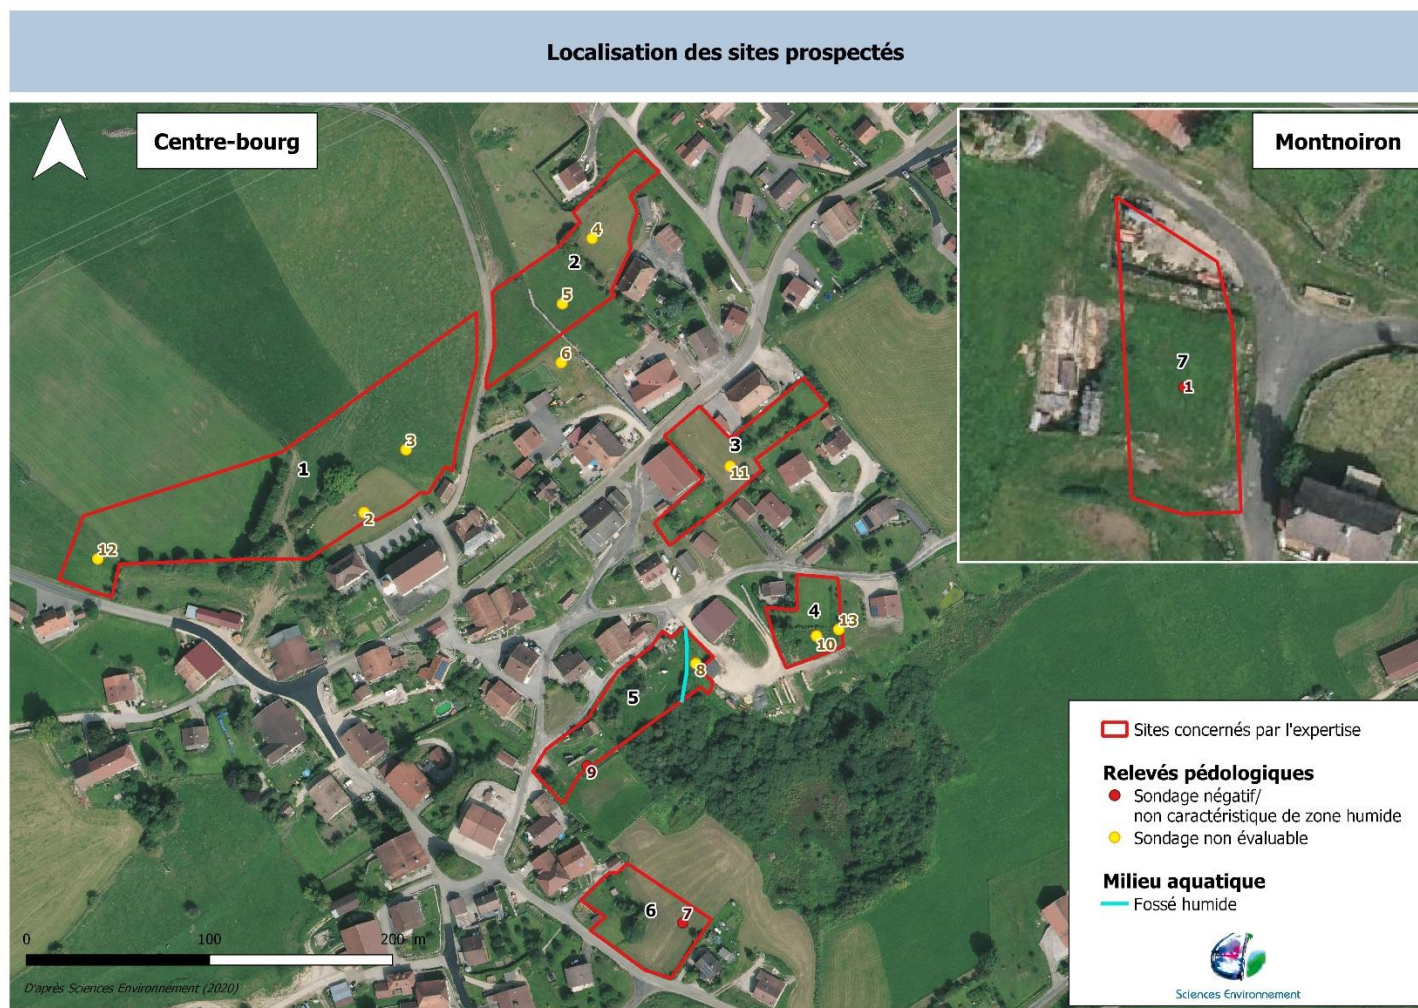 Localisation des sites prospectés
Centre-bourg
Montnoiron
4
2
5
6
7
1
3
1
3
11
2
12
4
13
10
8
5
9
6
7
Sites concernés par l'expertise
Relevés pédologiques
Sondage négatif/
non caractéristique de zone humide
Sondage non évaluable
Milieu aquatique
Fossé humide
0 100 200 m
D'après Sciences Environnement (2020)
Sciences Environnement